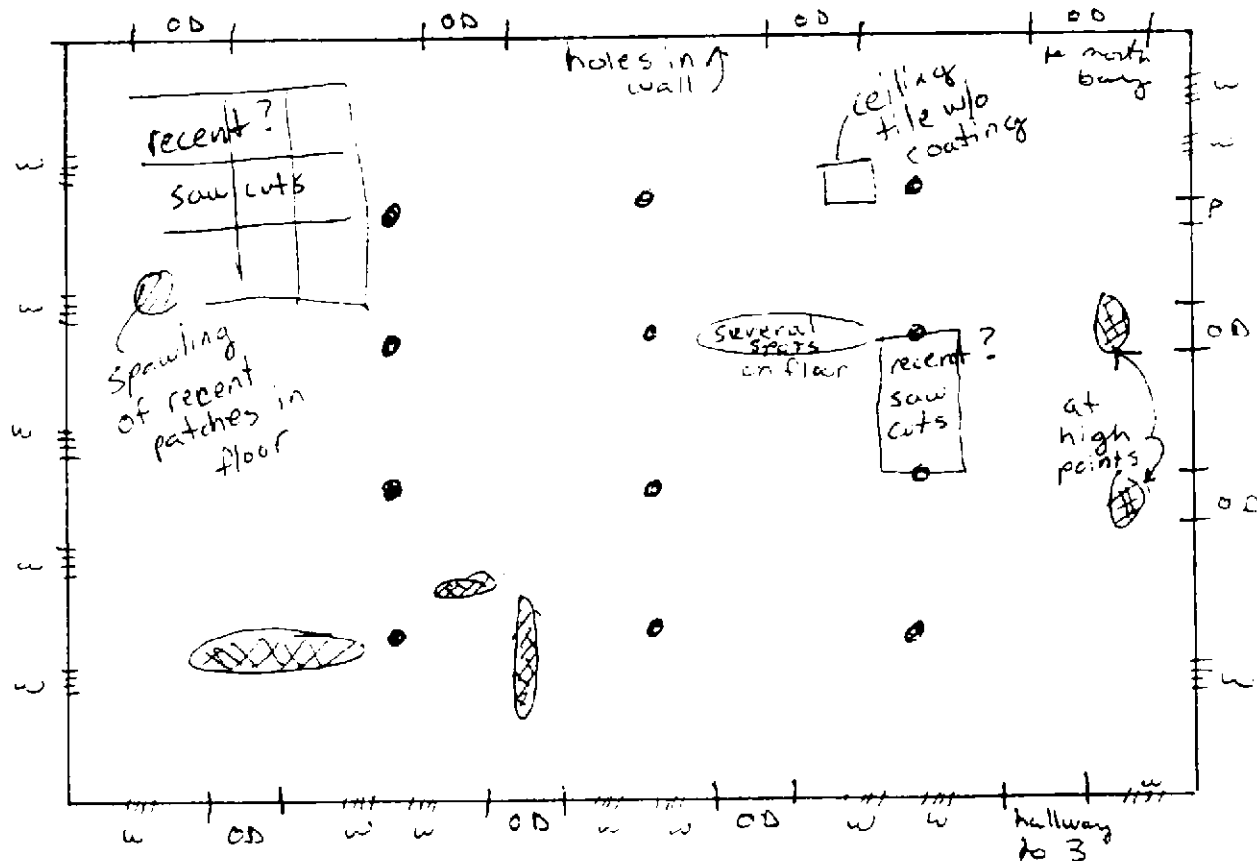 OD OD OD OD
holes in
wall
to north
bay
ceiling
tile w/o
coating
W
W
recent?
saw cuts
W
P
W
spawling
of recent
patches in
floor
several
spots
on floor
recent?
saw
cuts
OD
at
high
points
W
OD
W
W
W
W OD W W OD W W OD W W W
hallway
to 3